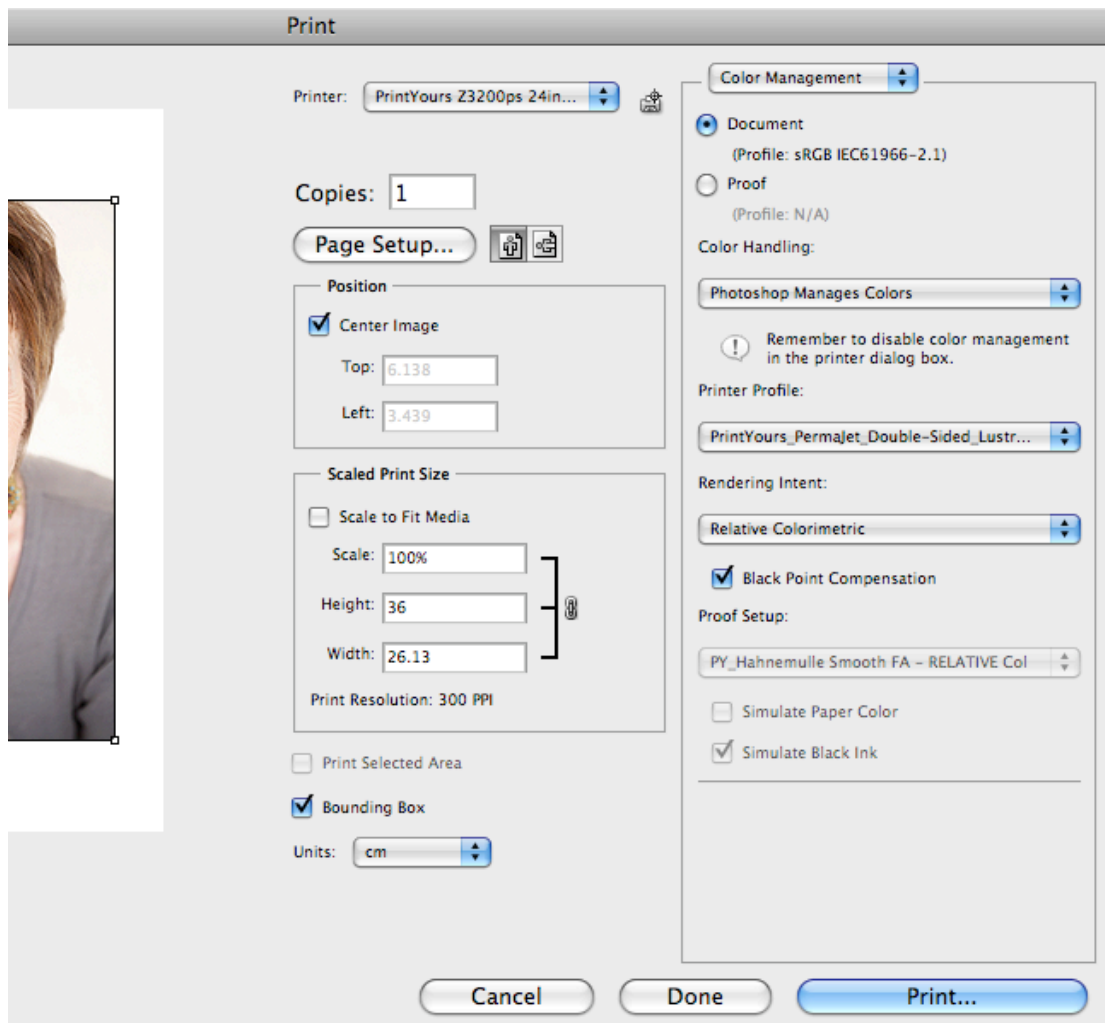 Print
Printer: PrintYours Z3200ps 24in...
Copies: 1
Page Setup...
Position
Center Image
Top: 6.138
Left: 3.439
Scaled Print Size
Scale to Fit Media
Scale: 100%
Height: 36
Width: 26.13
Print Resolution: 300 PPI
Print Selected Area
Bounding Box
Units: cm
Color Management
Document
(Profile: sRGB IEC61966-2.1)
Proof
(Profile: N/A)
Color Handling:
Photoshop Manages Colors
Remember to disable color management
in the printer dialog box.
Printer Profile:
PrintYours_PermaJet_Double-Sided_Lustr...
Rendering Intent:
Relative Colorimetric
Black Point Compensation
Proof Setup:
PY_Hahnemulle Smooth FA - RELATIVE Col
Simulate Paper Color
Simulate Black Ink
Cancel
Done
Print...